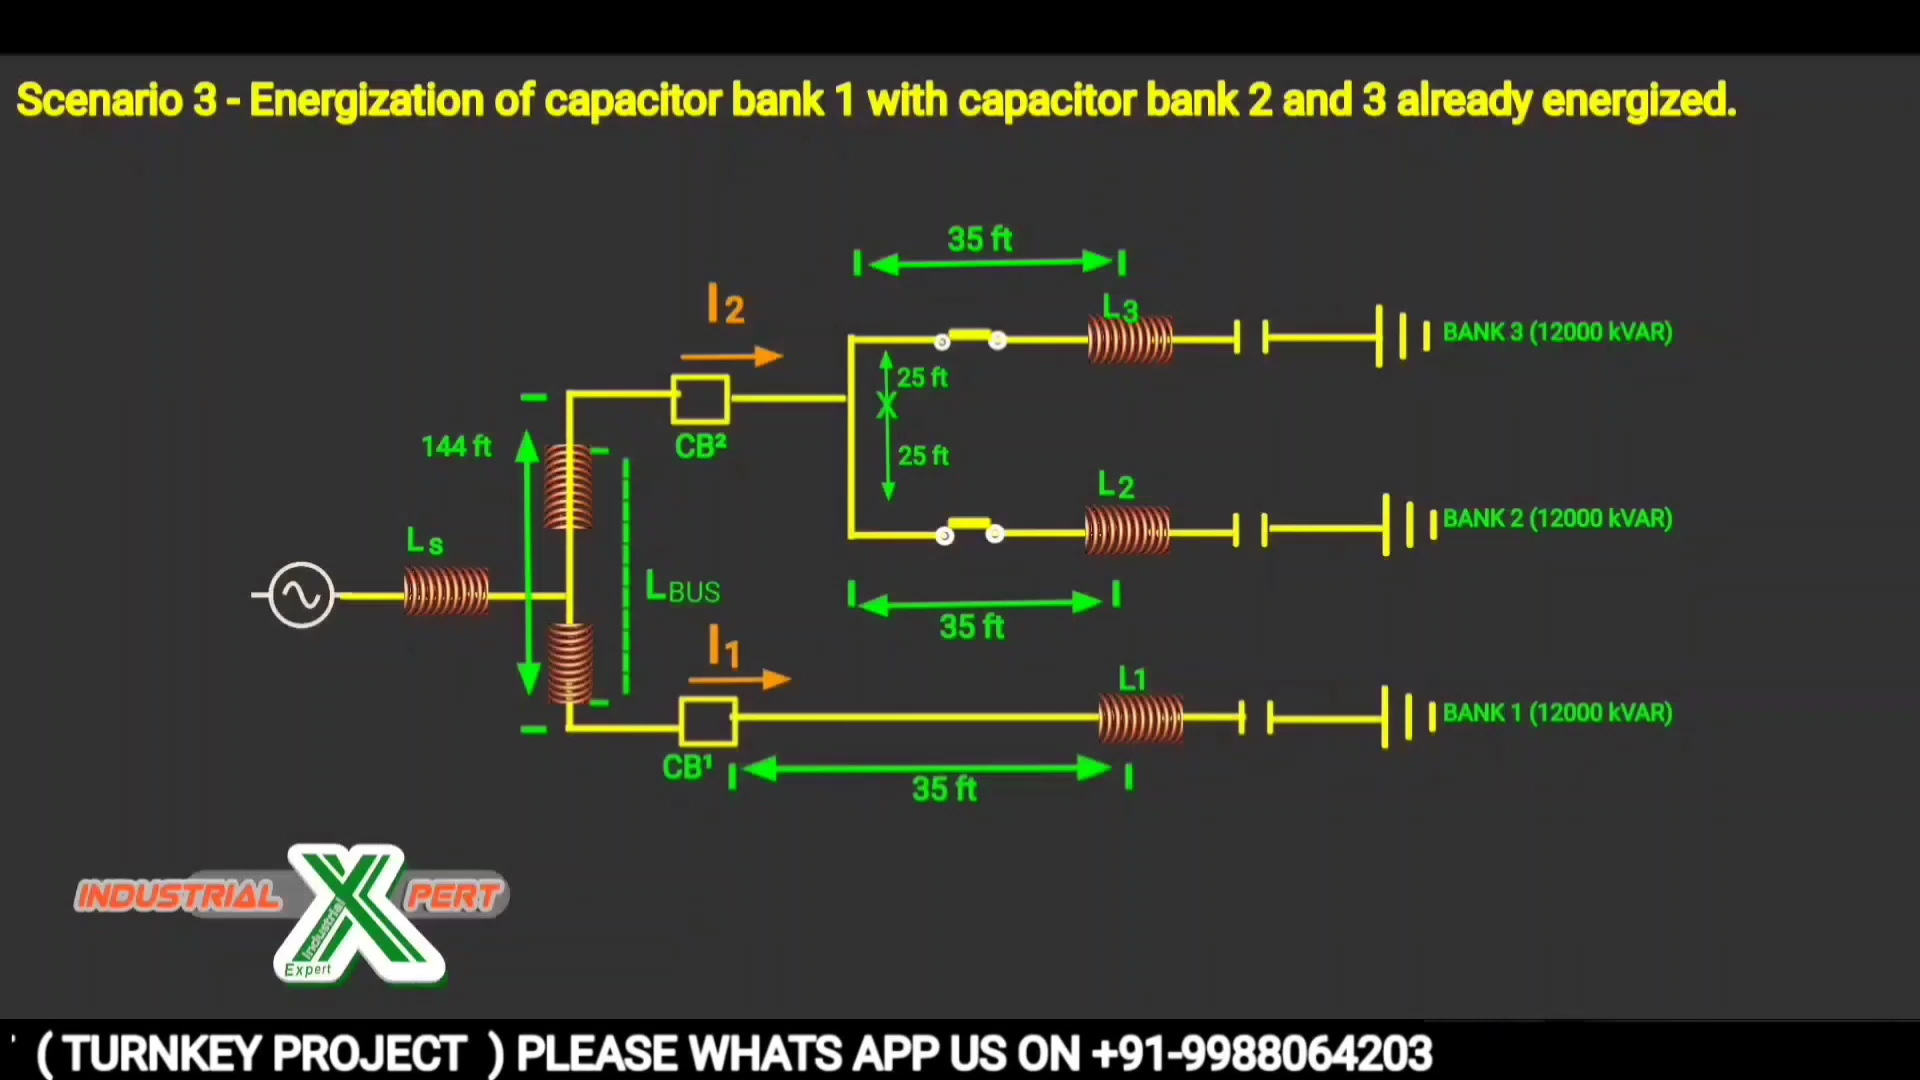 Scenario 3 - Energization of capacitor bank 1 with capacitor bank 2 and 3 already energized.
35 ft
I2
L3
BANK 3 (12000 kVAR)
25 ft
144 ft
CB²
25 ft
L2
BANK 2 (12000 kVAR)
Ls
LBUS
35 ft
I1
L1
BANK 1 (12000 kVAR)
CB¹
35 ft
INDUSTRIAL X PERT
Industrial
Expert
( TURNKEY PROJECT ) PLEASE WHATS APP US ON +91-9988064203